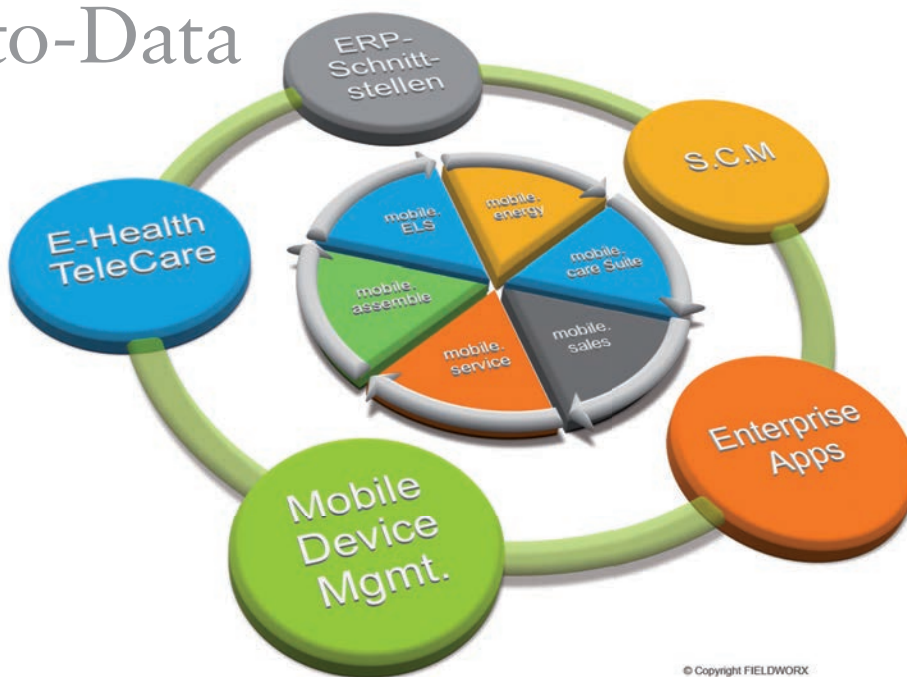 to-Data
ERP-
Schnitt-
stellen
S.C.M
E-Health
TeleCare
mobile.
ELS
mobile.
energy
mobile.
care Suite
mobile.
assemble
mobile.
service
mobile.
sales
Enterprise
Apps
Mobile
Device
Mgmt.
© Copyright FIELDWORX